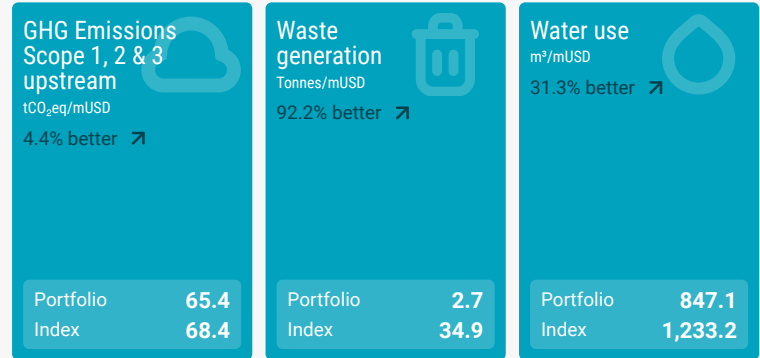 GHG Emissions
Scope 1, 2 & 3
upstream
tCO₂eq/mUSD
4.4% better
Portfolio 65.4
Index 68.4
Waste
generation
Tonnes/mUSD
92.2% better
Portfolio 2.7
Index 34.9
Water use
m³/mUSD
31.3% better
Portfolio 847.1
Index 1,233.2